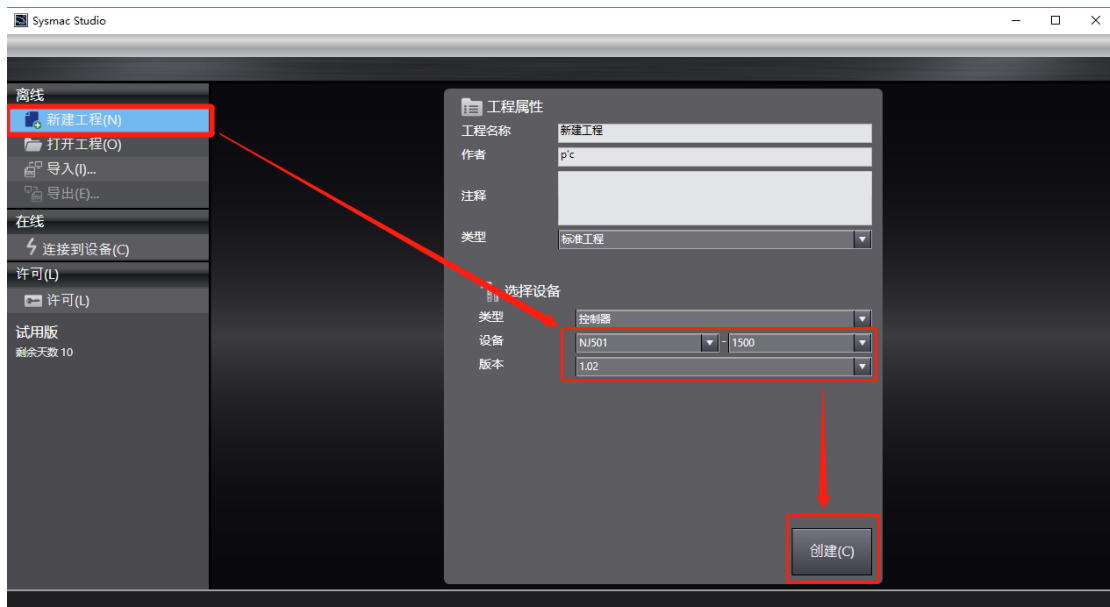 Sysmac Studio
离线
新建工程(N)
打开工程(O)
导入(I)...
导出(E)...
在线
连接到设备(C)
许可(L)
许可(L)
试用版
剩余天数 10
工程属性
工程名称 新建工程
作者 p'c
注释
类型 标准工程
选择设备
类型 控制器
设备 NJ501 - 1500
版本 1.02
创建(C)